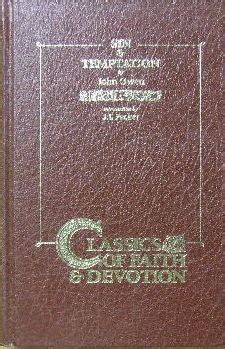 SIN
&
TEMPTATION
John Owen
J.I. Packer
CLASSICS
OF FAITH
& DEVOTION